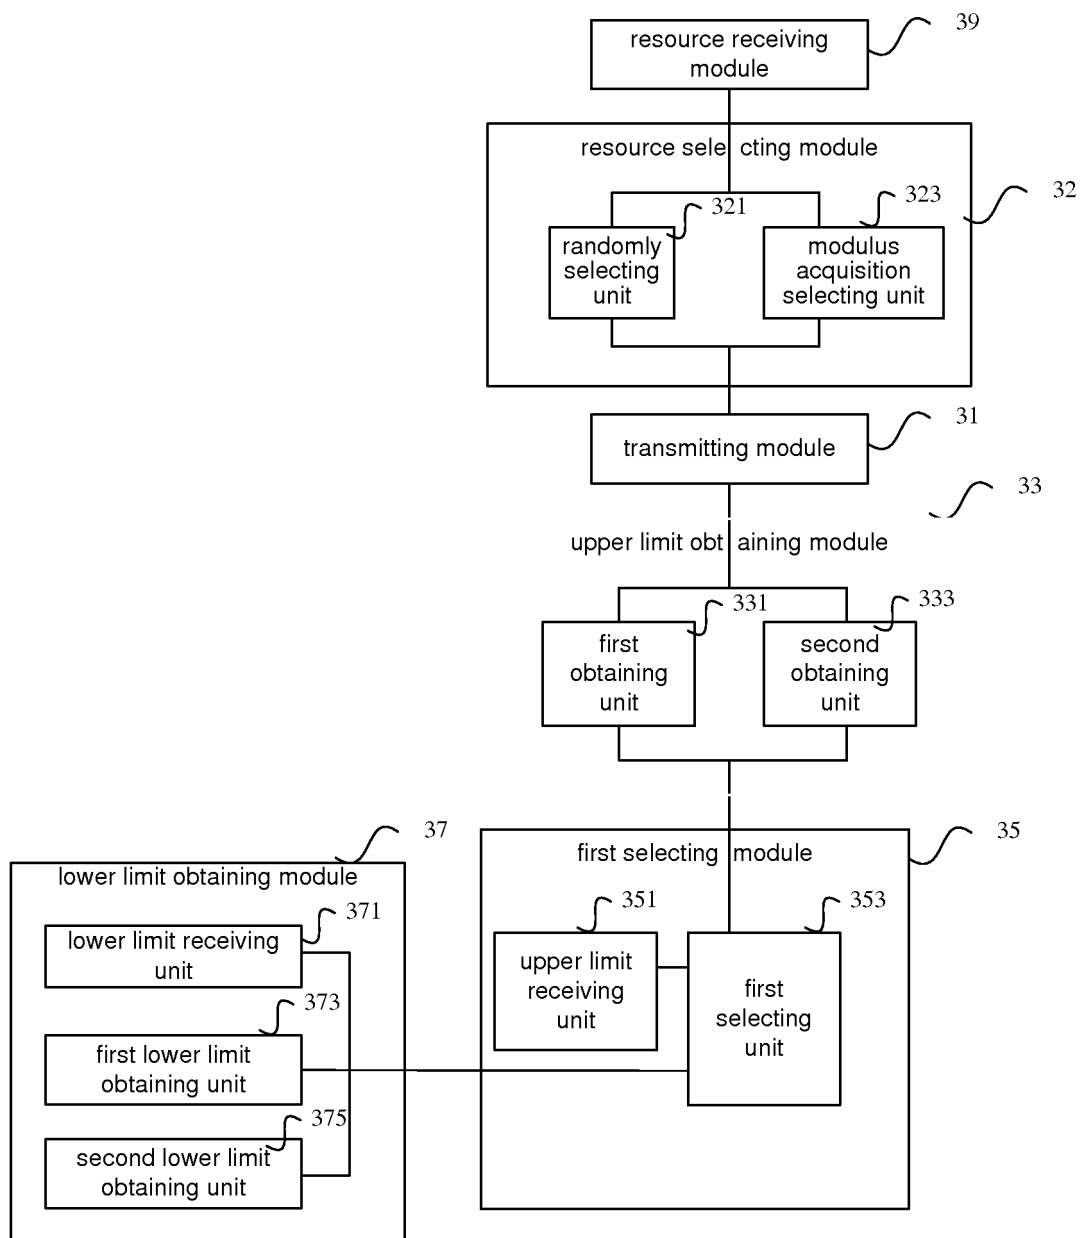 39
resource receiving
module
resource sele cting module
32
321
323
randomly
selecting
unit
modulus
acquisition
selecting unit
31
transmitting module
33
upper limit obt aining module
331
333
first
obtaining
unit
second
obtaining
unit
37
35
lower limit obtaining module
first selecting module
371
351
353
lower limit receiving
unit
upper limit
receiving
unit
first
selecting
unit
373
first lower limit
obtaining unit
375
second lower limit
obtaining unit